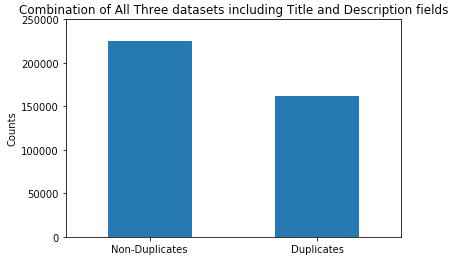 Combination of All Three datasets including Title and Description fields
250000
200000
150000
100000
50000
0
Counts
Non-Duplicates
Duplicates